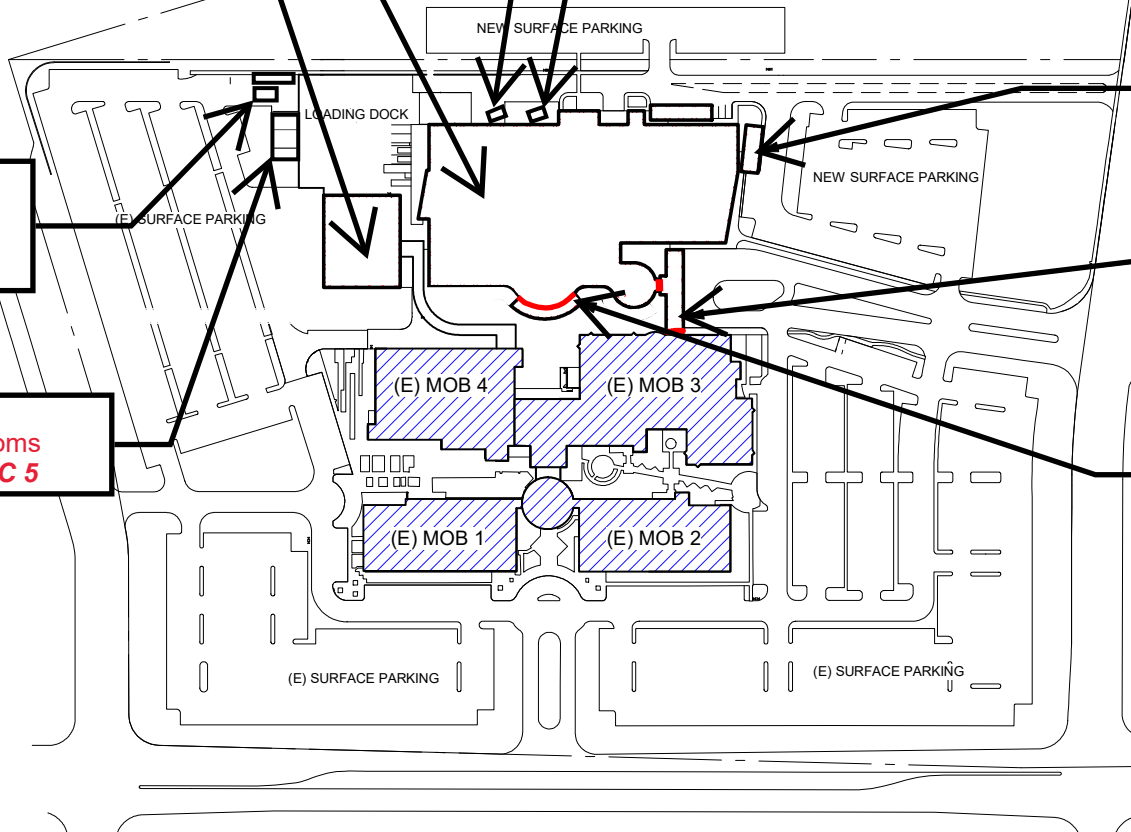 NEW SURFACE PARKING
LOADING DOCK
NEW SURFACE PARKING
(E) SURFACE PARKING
(E) MOB 4
(E) MOB 3
oms
C 5
(E) MOB 1
(E) MOB 2
(E) SURFACE PARKING
(E) SURFACE PARKING